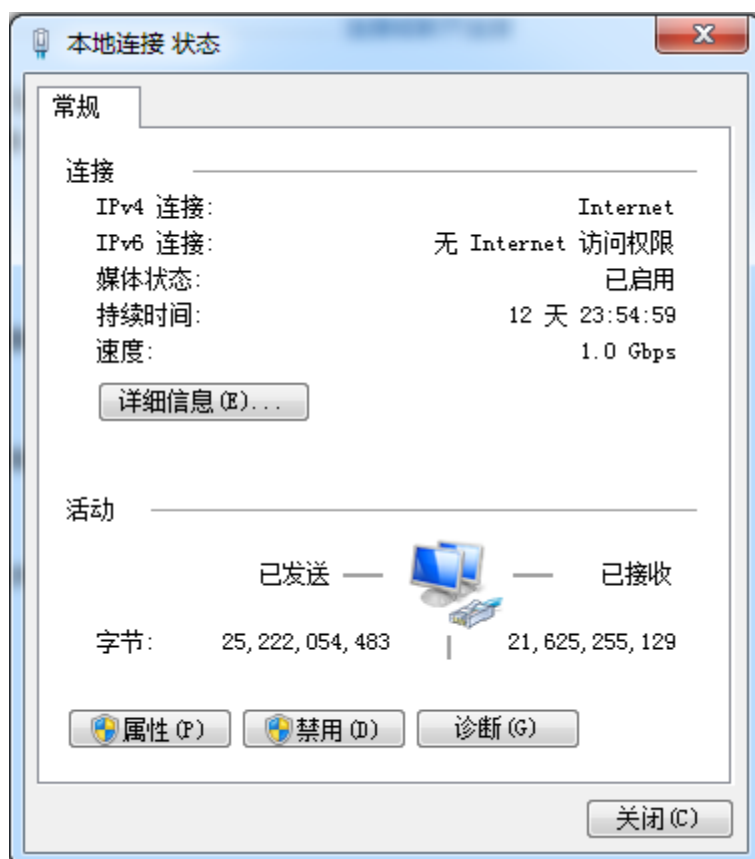 本地连接 状态
常规
连接
IPv4 连接: Internet
IPv6 连接: 无 Internet 访问权限
媒体状态: 已启用
持续时间: 12 天 23:54:59
速度: 1.0 Gbps
详细信息(E)...
活动
已发送 已接收
字节: 25,222,054,483 21,625,255,129
属性(P) 禁用(D) 诊断(G)
关闭(C)